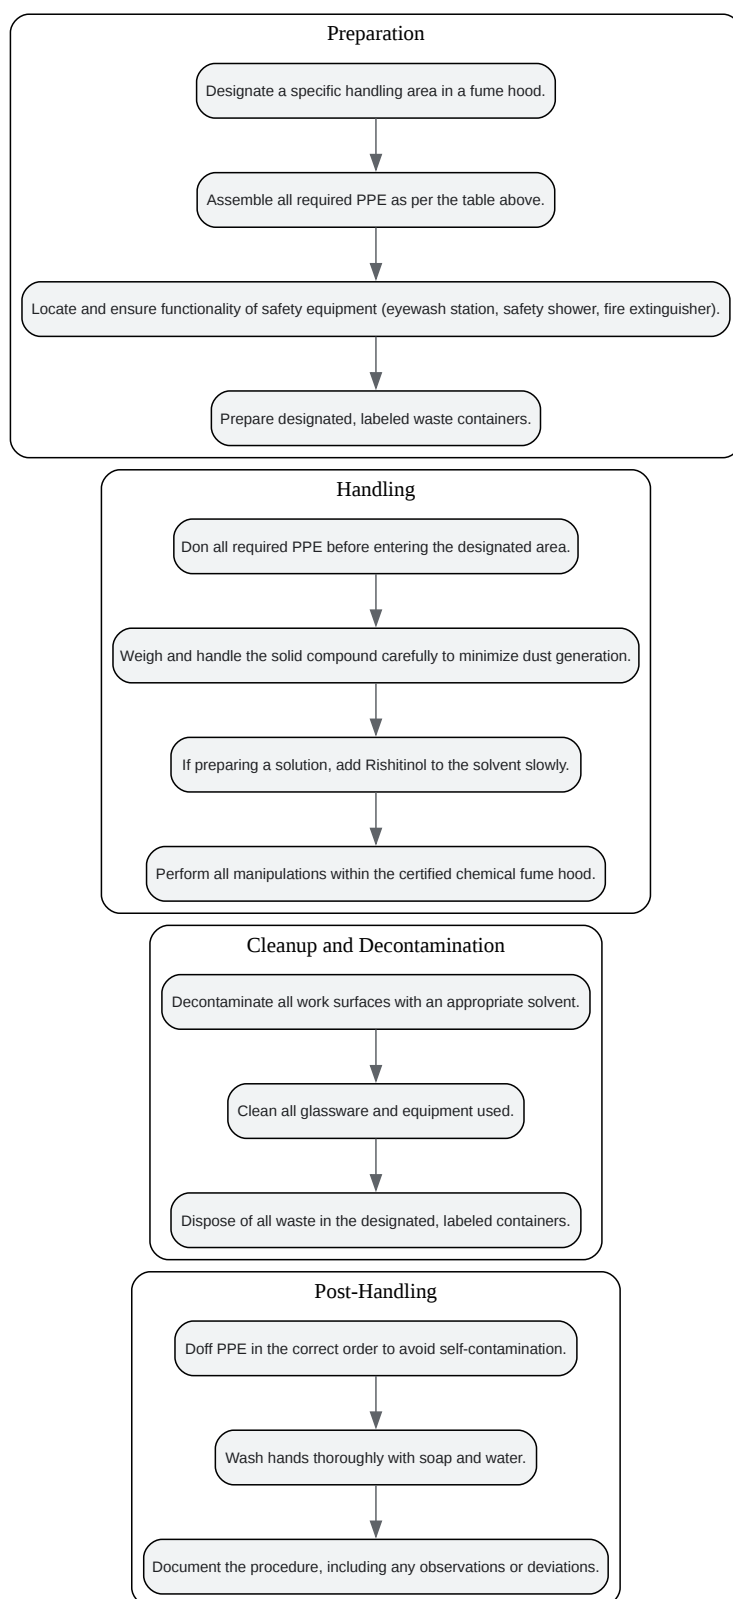 Preparation
Designate a specific handling area in a fume hood.
Assemble all required PPE as per the table above.
Locate and ensure functionality of safety equipment (eyewash station, safety shower, fire extinguisher).
Prepare designated, labeled waste containers.
Handling
Don all required PPE before entering the designated area.
Weigh and handle the solid compound carefully to minimize dust generation.
If preparing a solution, add Rishitinol to the solvent slowly.
Perform all manipulations within the certified chemical fume hood.
Cleanup and Decontamination
Decontaminate all work surfaces with an appropriate solvent.
Clean all glassware and equipment used.
Dispose of all waste in the designated, labeled containers.
Post-Handling
Doff PPE in the correct order to avoid self-contamination.
Wash hands thoroughly with soap and water.
Document the procedure, including any observations or deviations.